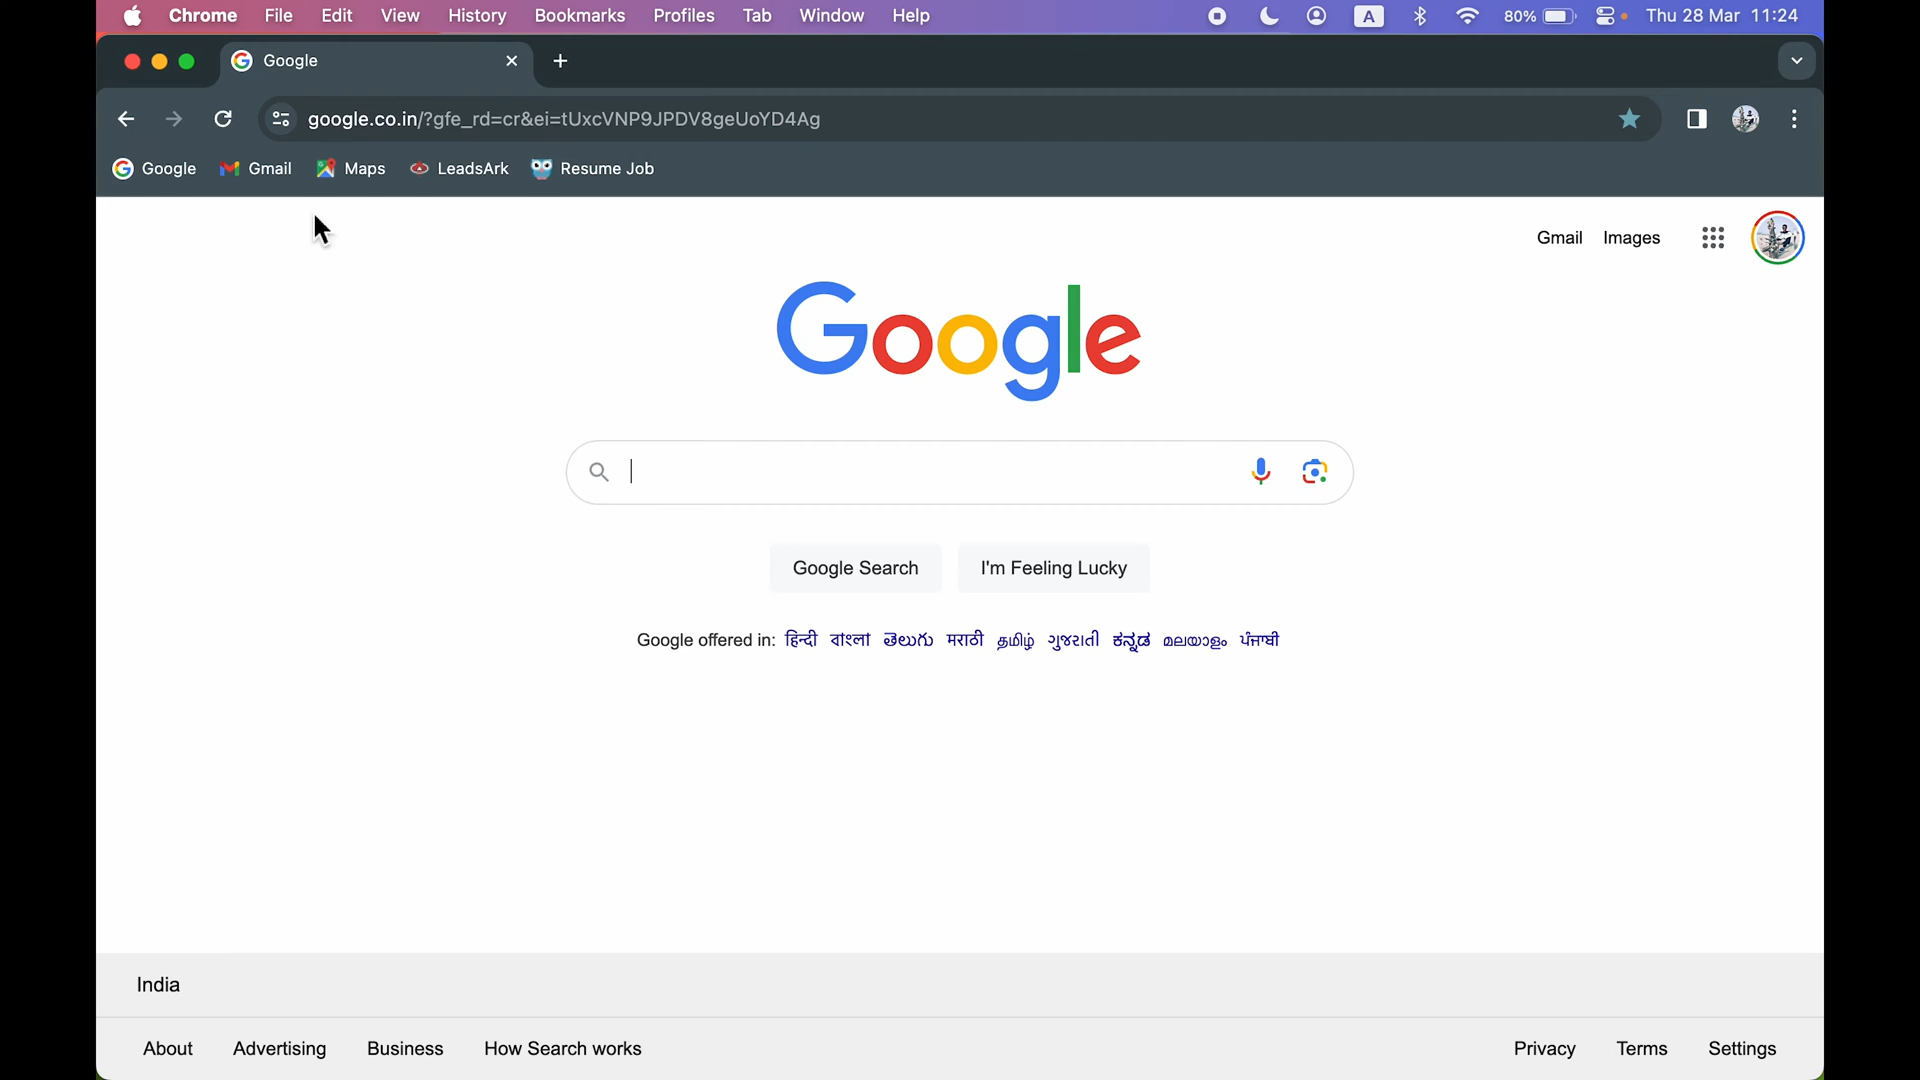 Chrome File Edit View History Bookmarks Profiles Tab Window Help A 80% Thu 28 Mar 11:24
Google
google.co.in/?gfe_rd=cr&ei=tUxcVNP9JPDV8geUoYD4Ag
Google Gmail Maps LeadsArk Resume Job
Gmail Images
Google
Google Search I'm Feeling Lucky
Google offered in: हिन्दी বাংলা తెలుగు मराठी தமிழ் ગુજરાતી ಕನ್ನಡ മലയാളം ਪੰਜਾਬੀ
India
About Advertising Business How Search works Privacy Terms Settings